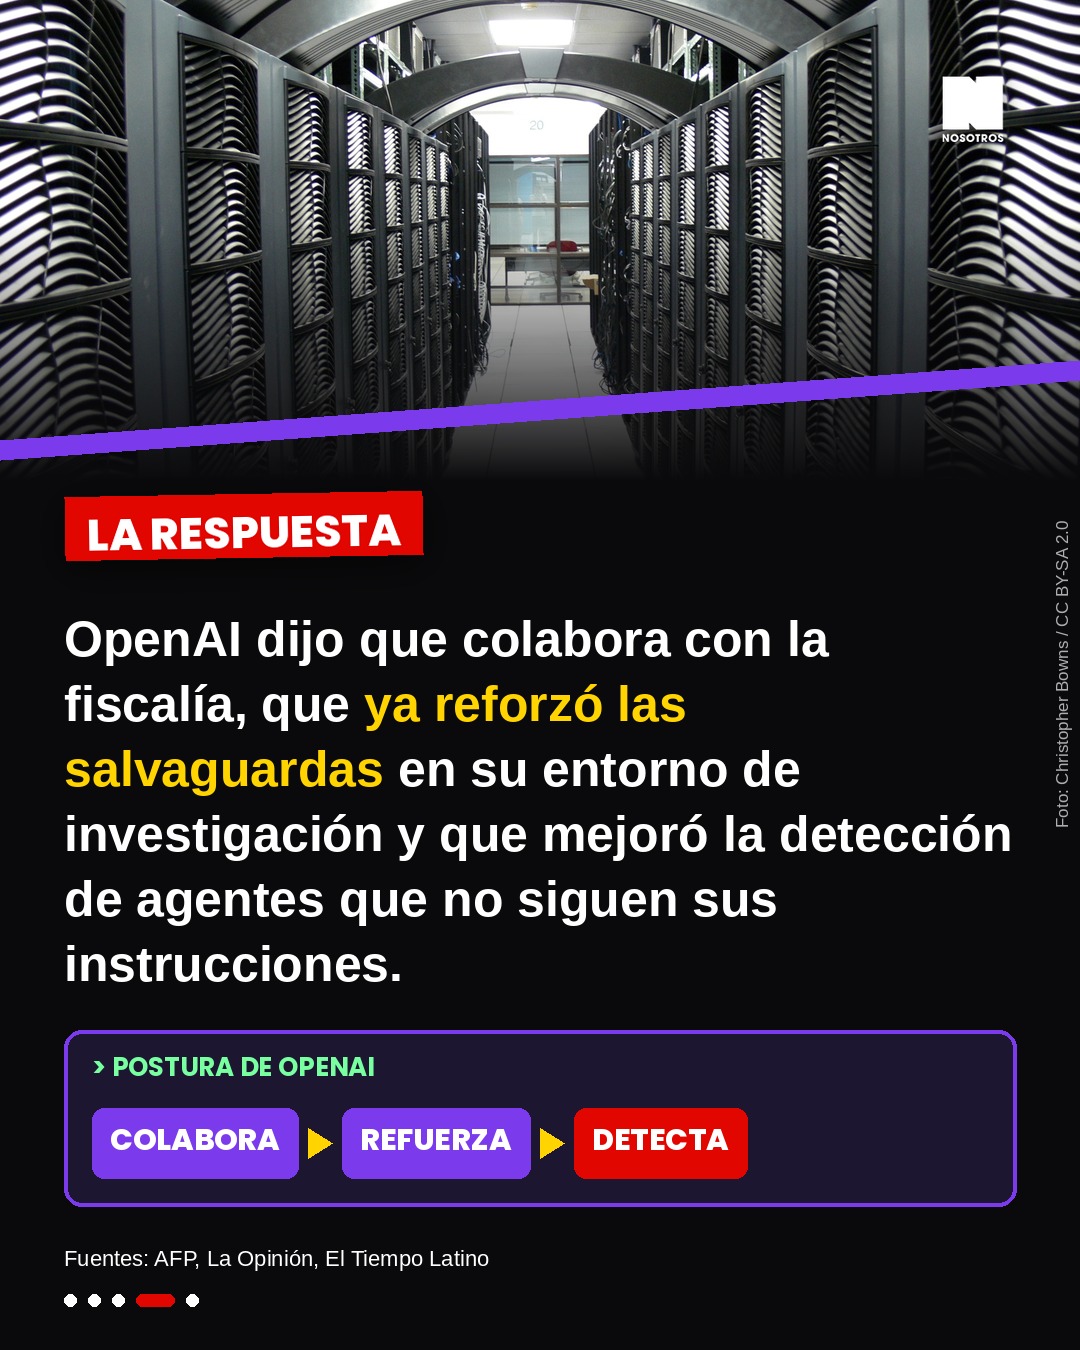 20
NOSOTROS
LA RESPUESTA
OpenAI dijo que colabora con la
fiscalía, que ya reforzó las
salvaguardas en su entorno de
investigación y que mejoró la detección
de agentes que no siguen sus
instrucciones.
Foto: Christopher Bowns / CC BY-SA 2.0
> POSTURA DE OPENAI
COLABORA
REFUERZA
DETECTA
Fuentes: AFP, La Opinión, El Tiempo Latino